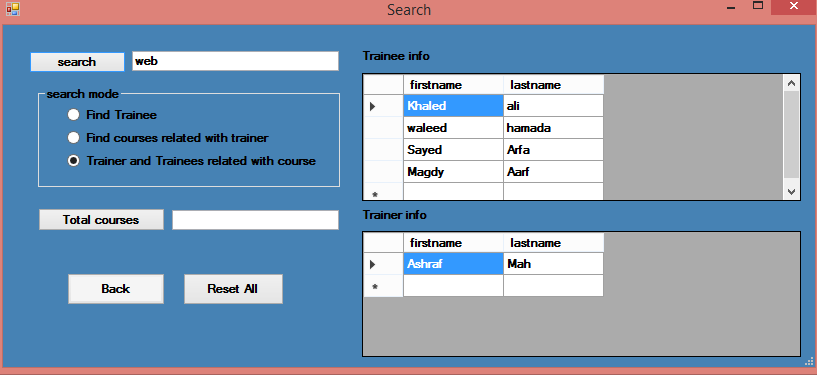 Search
search
web
search mode
Find Trainee
Find courses related with trainer
Trainer and Trainees related with course
Total courses
Back
Reset All
Trainee info
firstname lastname
Khaled ali
waleed hamada
Sayed Arfa
Magdy Aarf
*
Trainer info
firstname lastname
Ashraf Mah
*